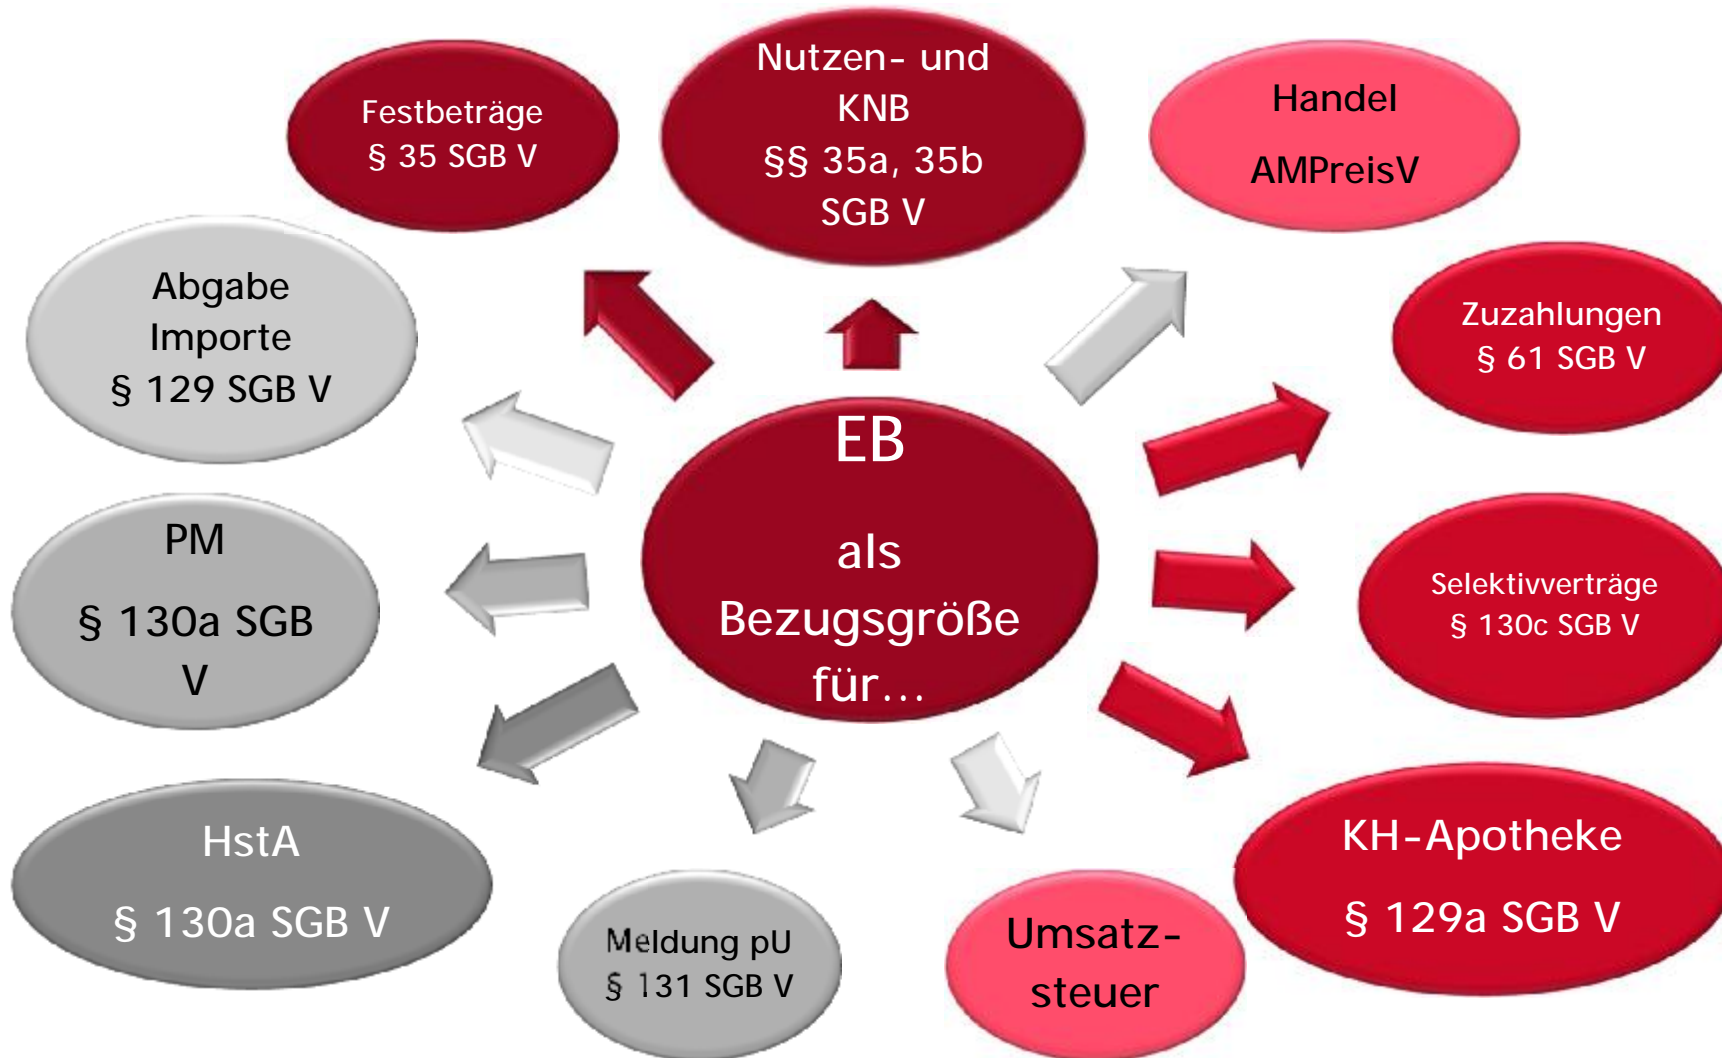 Nutzen- und
KNB
§§ 35a, 35b
SGB V
Festbeträge
§ 35 SGB V
Handel
AMPreisV
Abgabe
Importe
§ 129 SGB V
Zuzahlungen
§ 61 SGB V
EB
als
Bezugsgröße
für...
PM
§ 130a SGB
V
Selektivverträge
§ 130c SGB V
HstA
§ 130a SGB V
KH-Apotheke
§ 129a SGB V
Meldung pU
§ 131 SGB V
Umsatz-
steuer